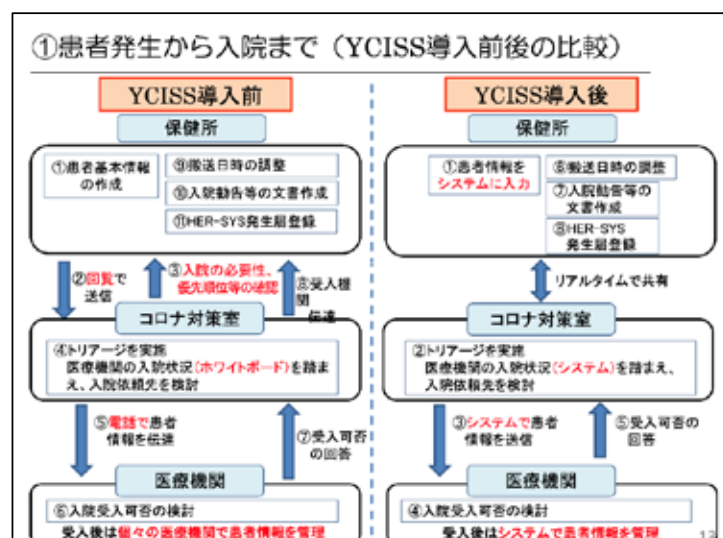 ①患者発生から入院まで（YCISS導入前後の比較）
YCISS導入前
保健所
①患者基本情報
の作成
⑨搬送日時の調整
⑩入院勧告等の文書作成
⑪HER-SYS発生届登録
②回覧で
送信
③入院の必要性、
優先順位等の確認
⑧受入機
関
伝達
コロナ対策室
④トリアージを実施
医療機関の入院状況(ホワイトボード)を踏ま
え、入院依頼先を検討
⑤電話で患者
情報を伝達
⑦受入可否
の回答
医療機関
⑥入院受入可否の検討
受入後は個々の医療機関で患者情報を管理
YCISS導入後
保健所
①患者情報を
システムに入力
⑥搬送日時の調整
⑦入院勧告等の
文書作成
⑧HER-SYS
発生届登録
リアルタイムで共有
コロナ対策室
②トリアージを実施
医療機関の入院状況(システム)を踏まえ、
入院依頼先を検討
③システムで患者
情報を送信
⑤受入可否の
回答
医療機関
④入院受入可否の検討
受入後はシステムで患者情報を管理
13